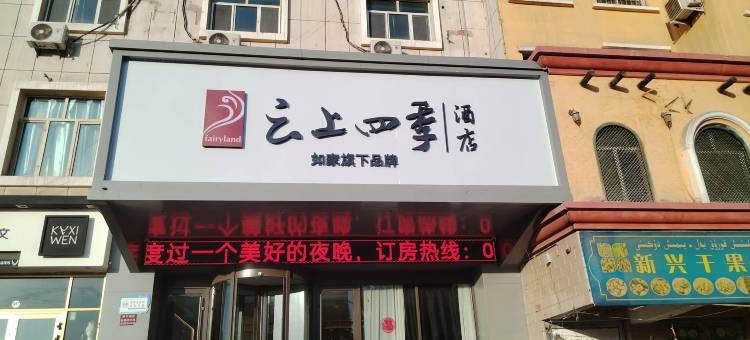 fairyland
云上四季
酒店
如家旗下品牌
度过一个美好的夜晚，订房热线：0
文
KAXI
WEN
新兴干果